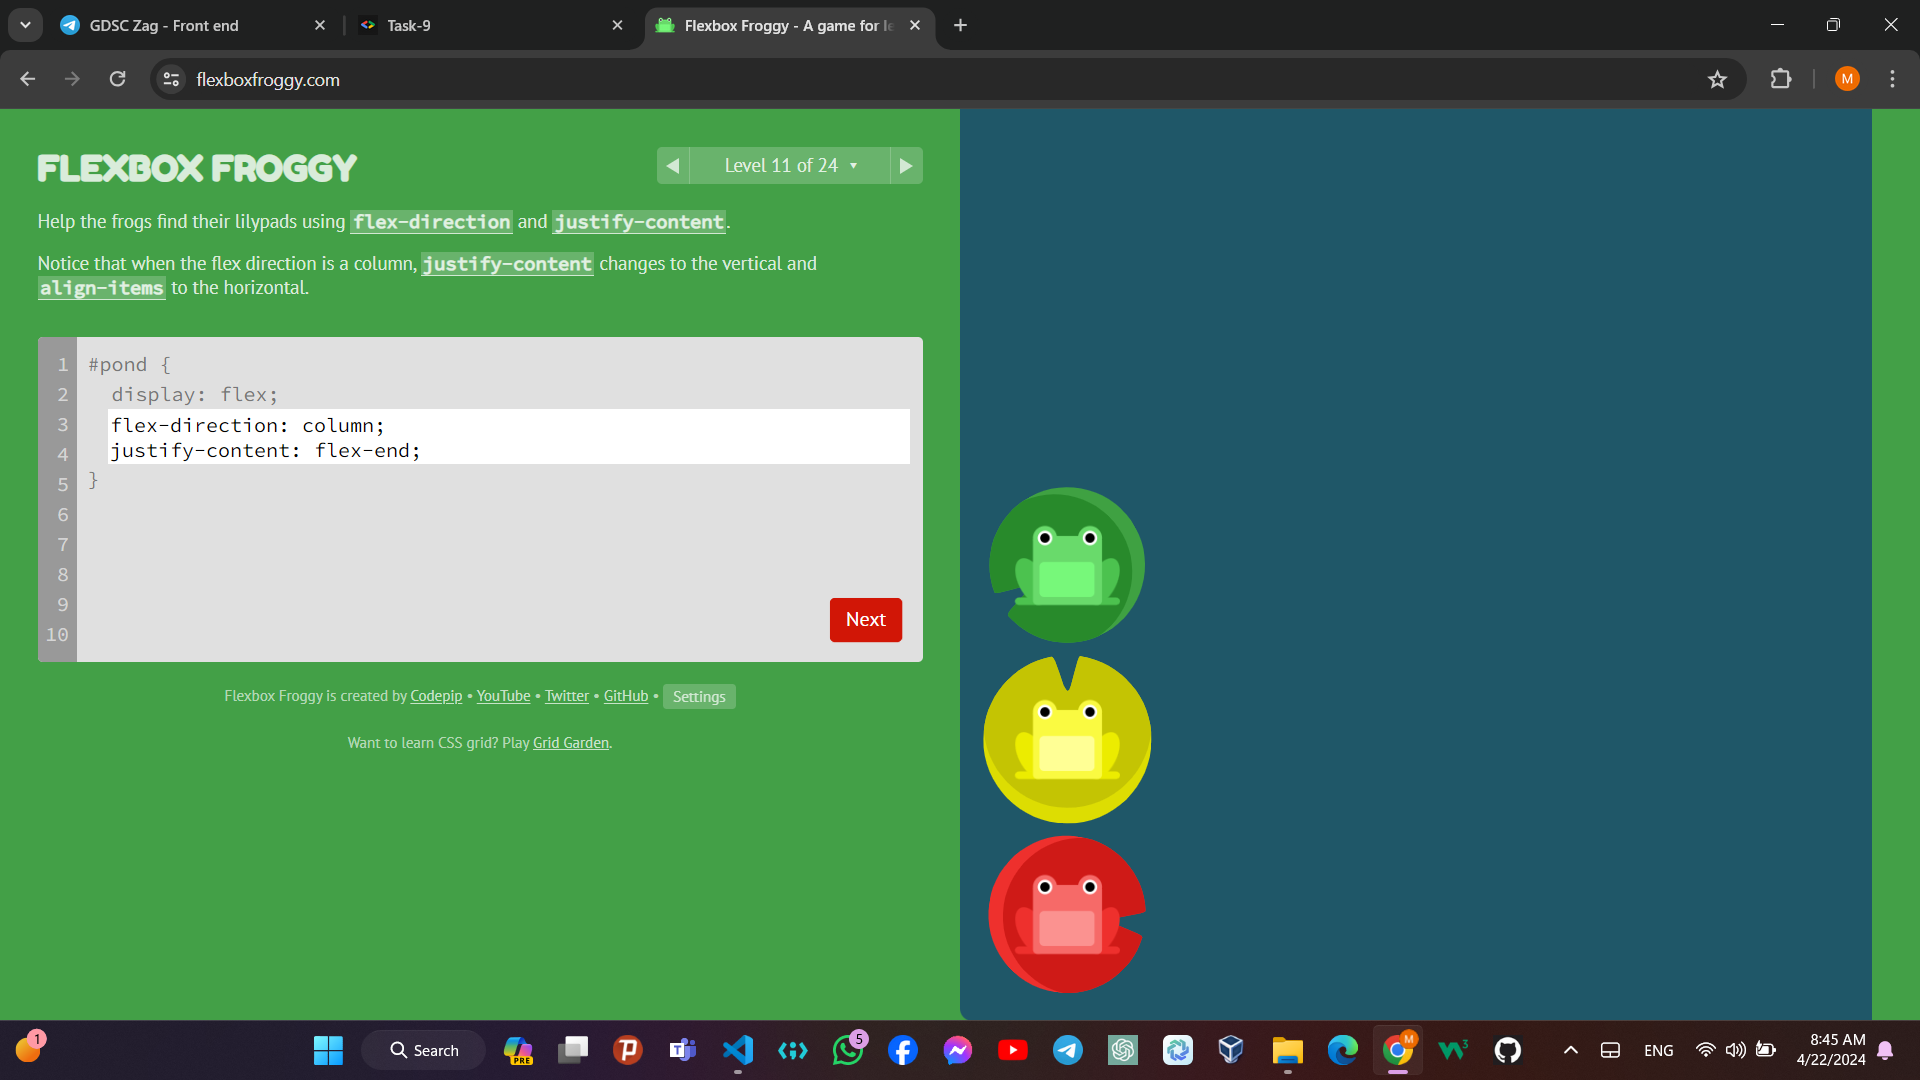 GDSC Zag - Front end
Task-9
Flexbox Froggy - A game for le
flexboxfroggy.com
M
FLEXBOX FROGGY
Level 11 of 24
Help the frogs find their lilypads using flex-direction and justify-content.
Notice that when the flex direction is a column, justify-content changes to the vertical and
align-items to the horizontal.
1 #pond {
2 display: flex;
3 flex-direction: column;
4 justify-content: flex-end;
5 }
6
7
8
9
10
Next
Flexbox Froggy is created by Codepip • YouTube • Twitter • GitHub • Settings
Want to learn CSS grid? Play Grid Garden.
1
Search
PRE
5
M
3
ENG
8:45 AM
4/22/2024